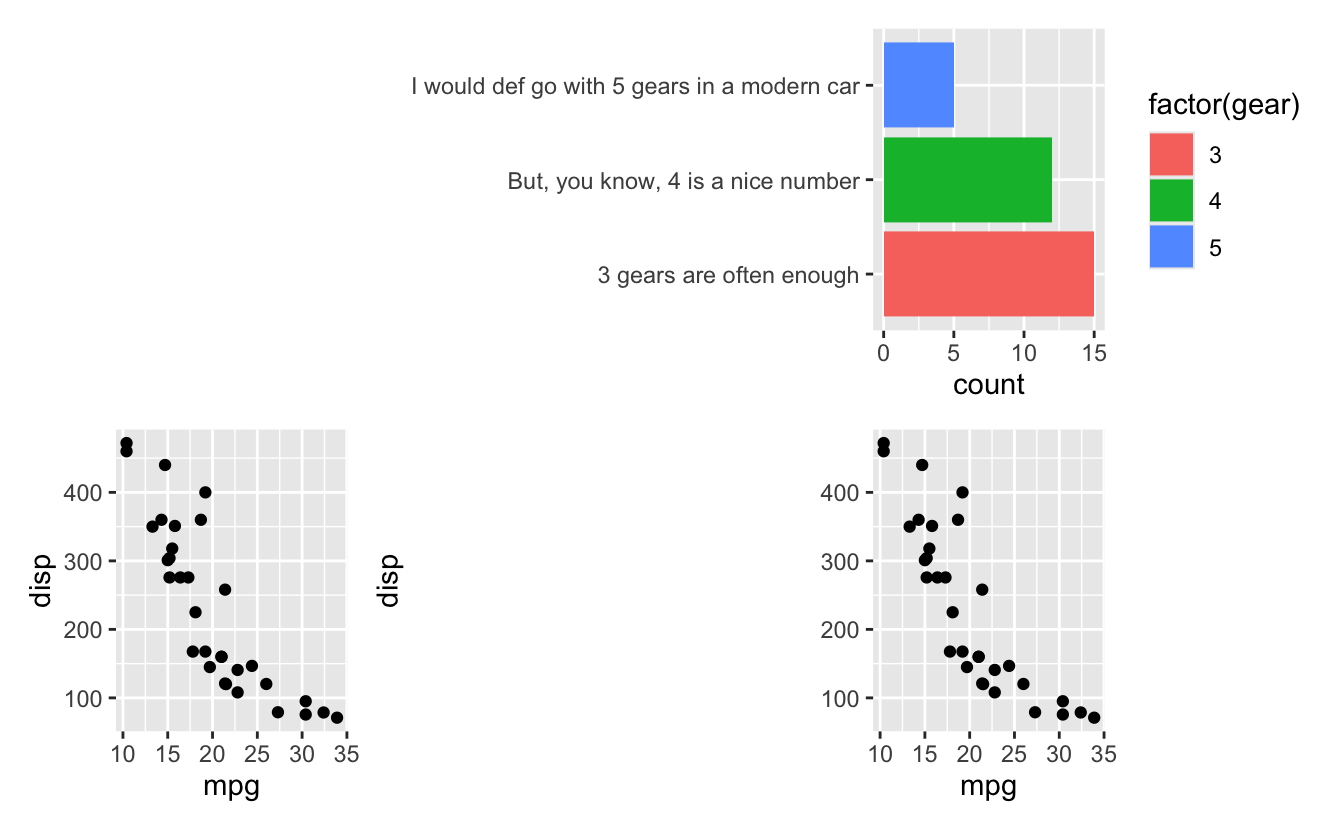 I would def go with 5 gears in a modern car
But, you know, 4 is a nice number
3 gears are often enough
0 5 10 15
count
factor(gear)
3
4
5
disp
400
300
200
100
10 15 20 25 30 35
mpg
disp
400
300
200
100
10 15 20 25 30 35
mpg